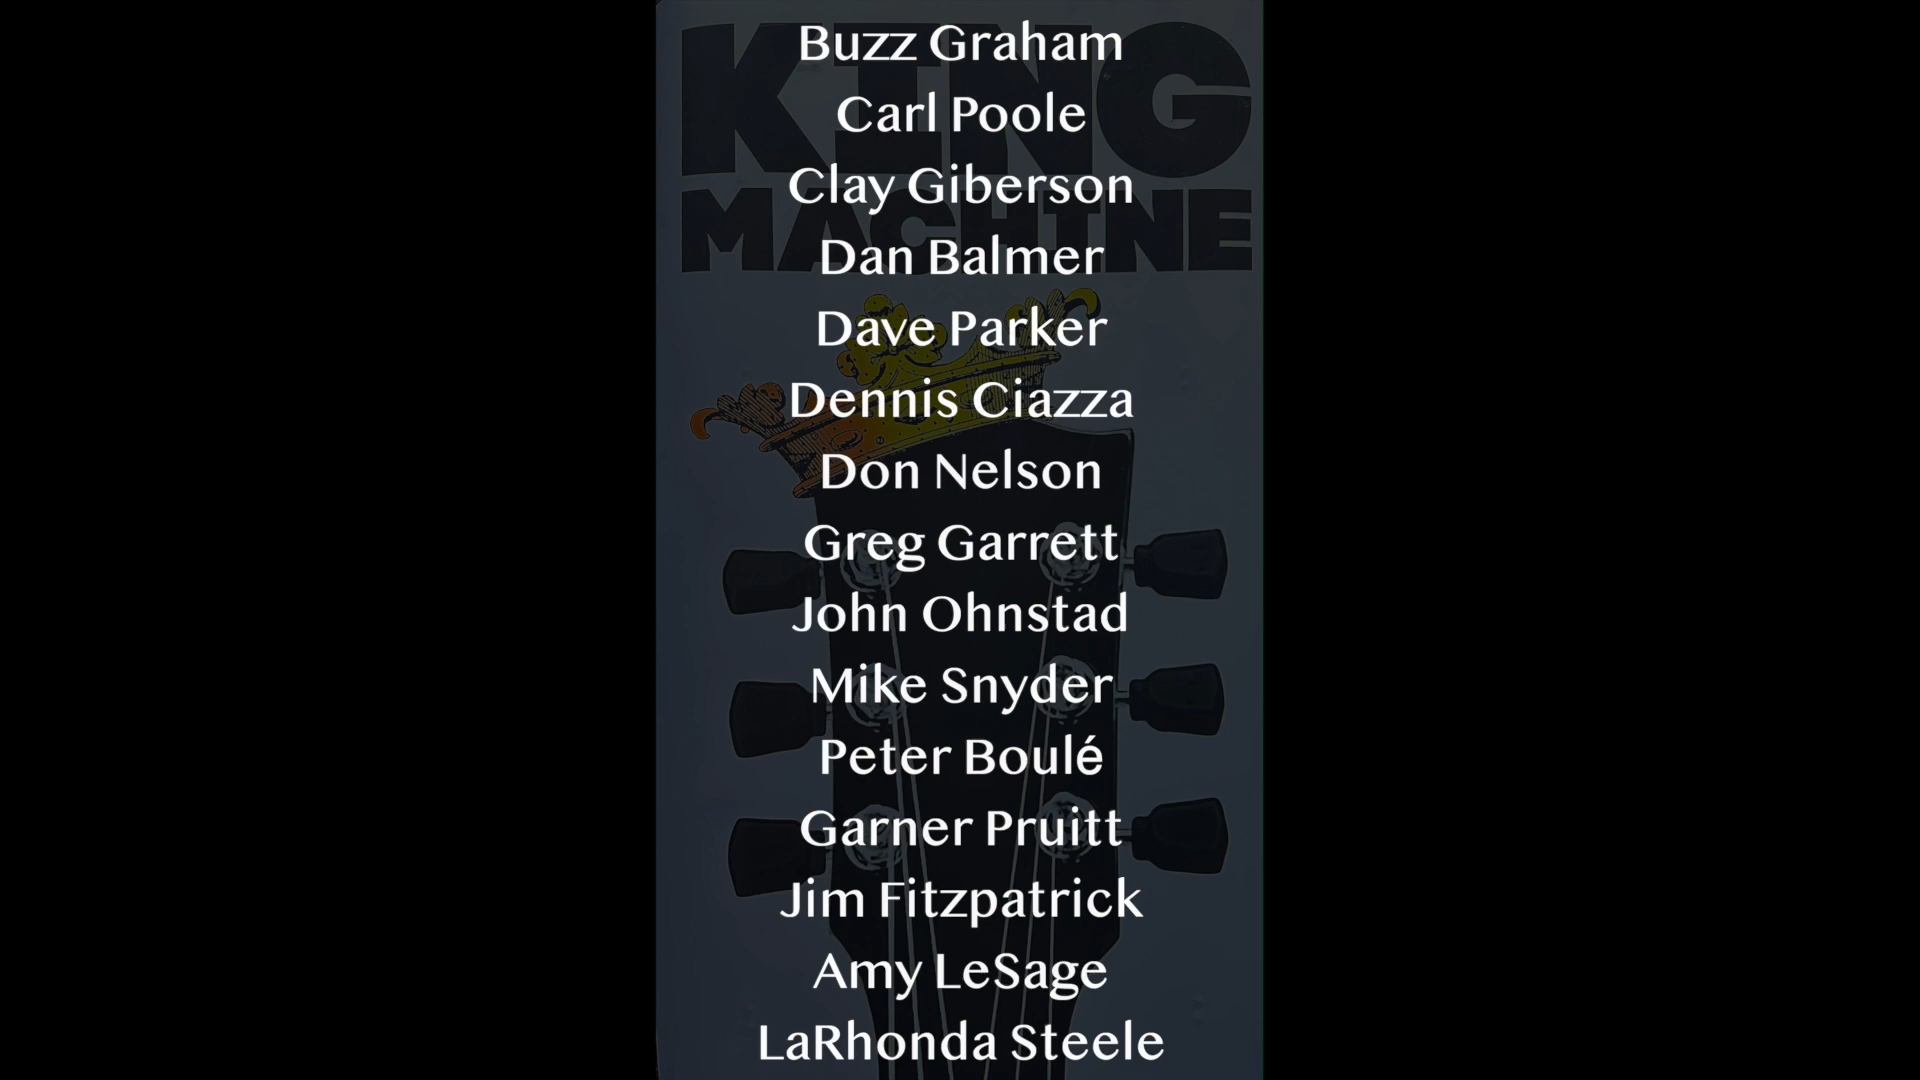 KING
MACHINE
Buzz Graham
Carl Poole
Clay Giberson
Dan Balmer
Dave Parker
Dennis Ciazza
Don Nelson
Greg Garrett
John Ohnstad
Mike Snyder
Peter Boulé
Garner Pruitt
Jim Fitzpatrick
Amy LeSage
LaRhonda Steele